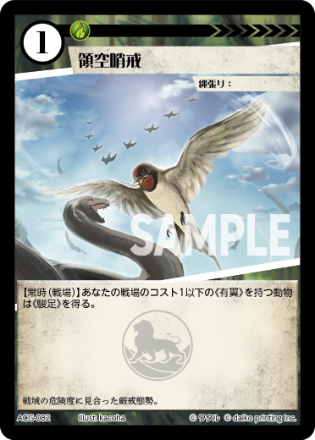 1
領空哨戒
縄張り：
SAMPLE
【常時(戦場)】あなたの戦場のコスト1以下の《有翼》を持つ動物
は《駿足》を得る。
戦域の危険度に見合った厳戒態勢。
ACG-082 Illust: kacoha © ワタル © daiko printing inc.